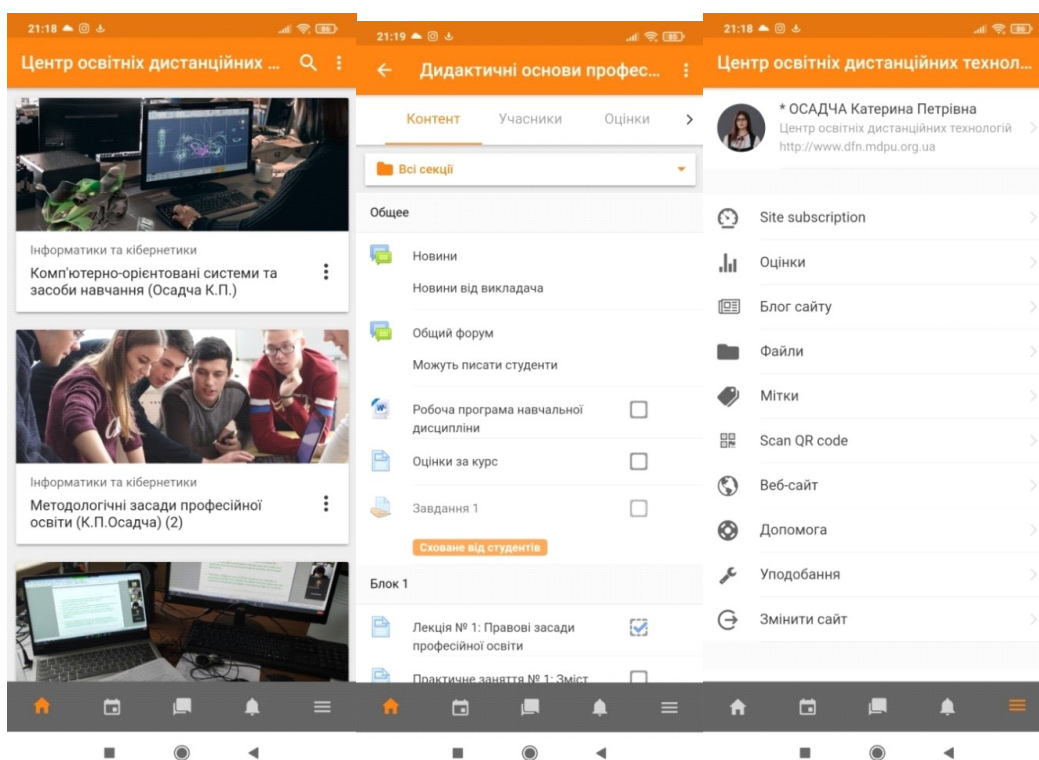 21:18
86
Центр освітніх дистанційних ...
Інформатики та кібернетики
Комп'ютерно-орієнтовані системи та
засоби навчання (Осадча К.П.)
Інформатики та кібернетики
Методологічні засади професійної
освіти (К.П.Осадча) (2)
21:19
85
Дидактичні основи профес...
Контент
Учасники
Оцінки
Всі секції
Общее
Новини
Новини від викладача
Общий форум
Можуть писати студенти
Робоча програма навчальної
дисципліни
Оцінки за курс
Завдання 1
Сховане від студентів
Блок 1
Лекція № 1: Правові засади
професійної освіти
Практичне заняття № 1: Зміст
21:18
86
Центр освітніх дистанційних технол...
* ОСАДЧА Катерина Петрівна
Центр освітніх дистанційних технологій
http://www.dfn.mdpu.org.ua
Site subscription
Оцінки
Блог сайту
Файли
Мітки
Scan QR code
Веб-сайт
Допомога
Уподобання
Змінити сайт